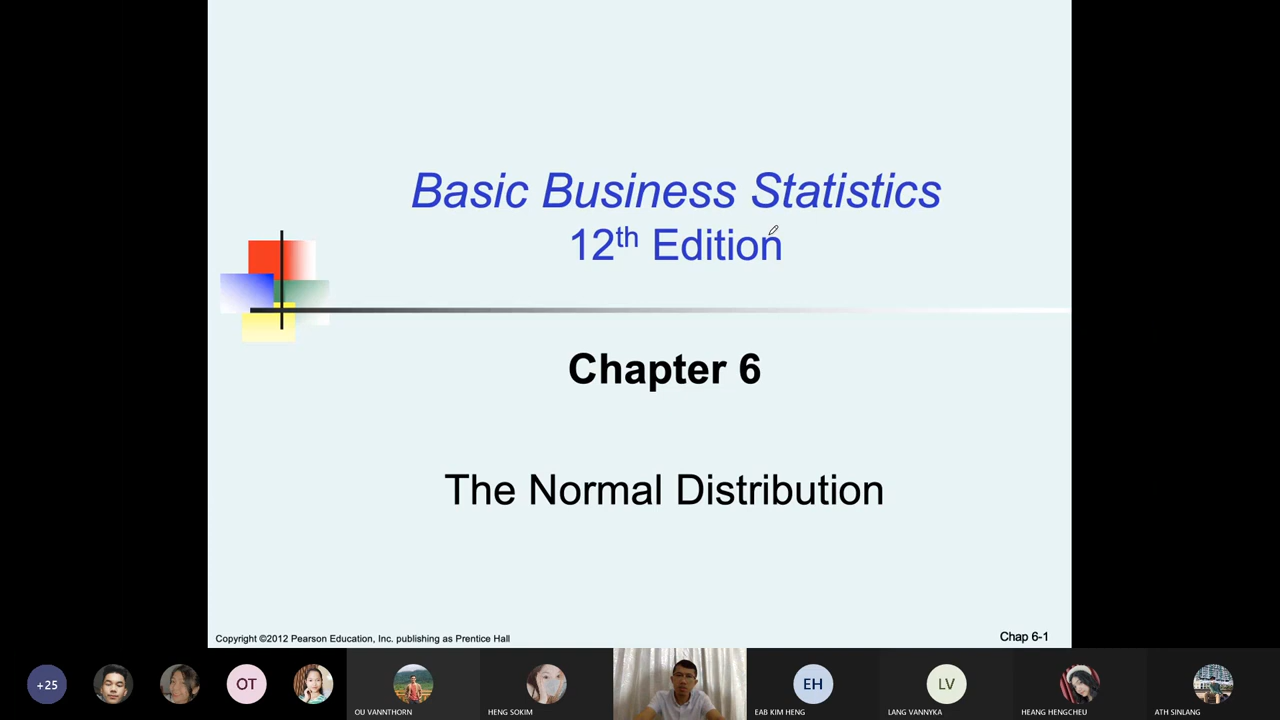 Basic Business Statistics
12th Edition
Chapter 6
The Normal Distribution
Copyright ©2012 Pearson Education, Inc. publishing as Prentice Hall
Chap 6-1
+25
OT
OU VANNTHORN
HENG SOKIM
EH
EAB KIM HENG
LV
LANG VANNYKA
HEANG HENGCHEU
ATH SINLANG